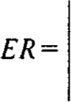 ER = |